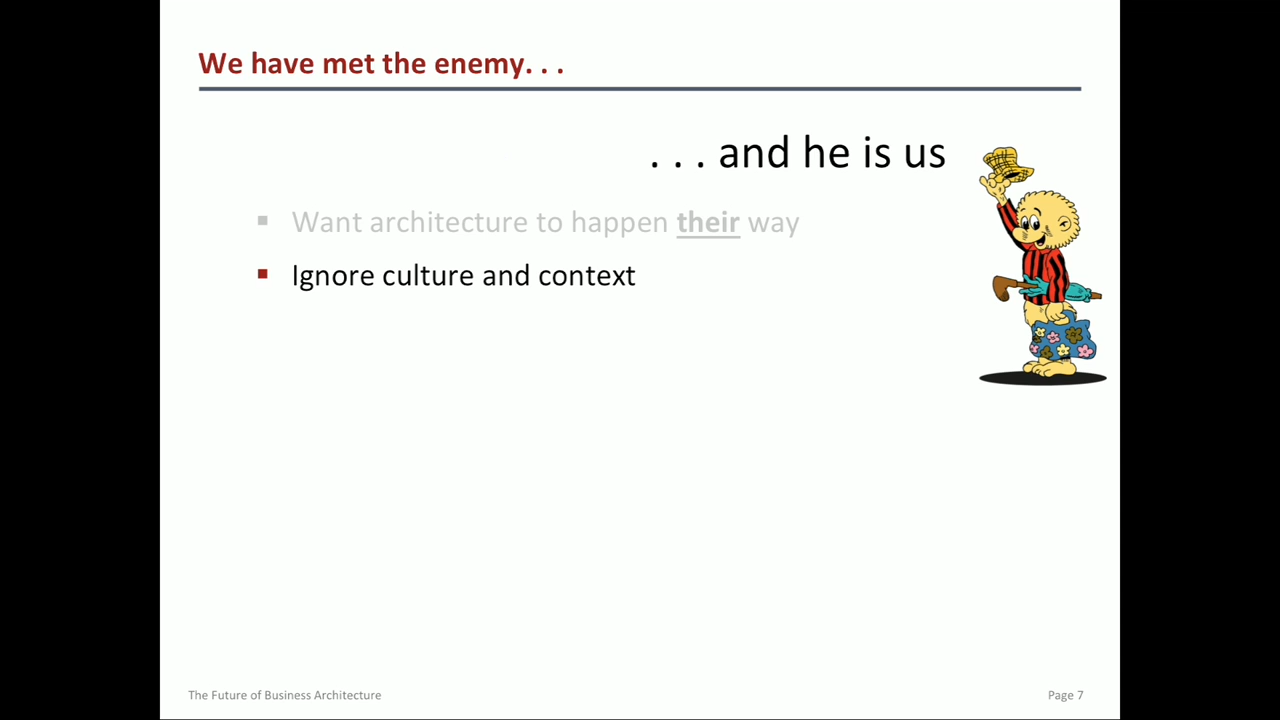 We have met the enemy. . .
. . . and he is us
Want architecture to happen their way
Ignore culture and context
The Future of Business Architecture
Page 7